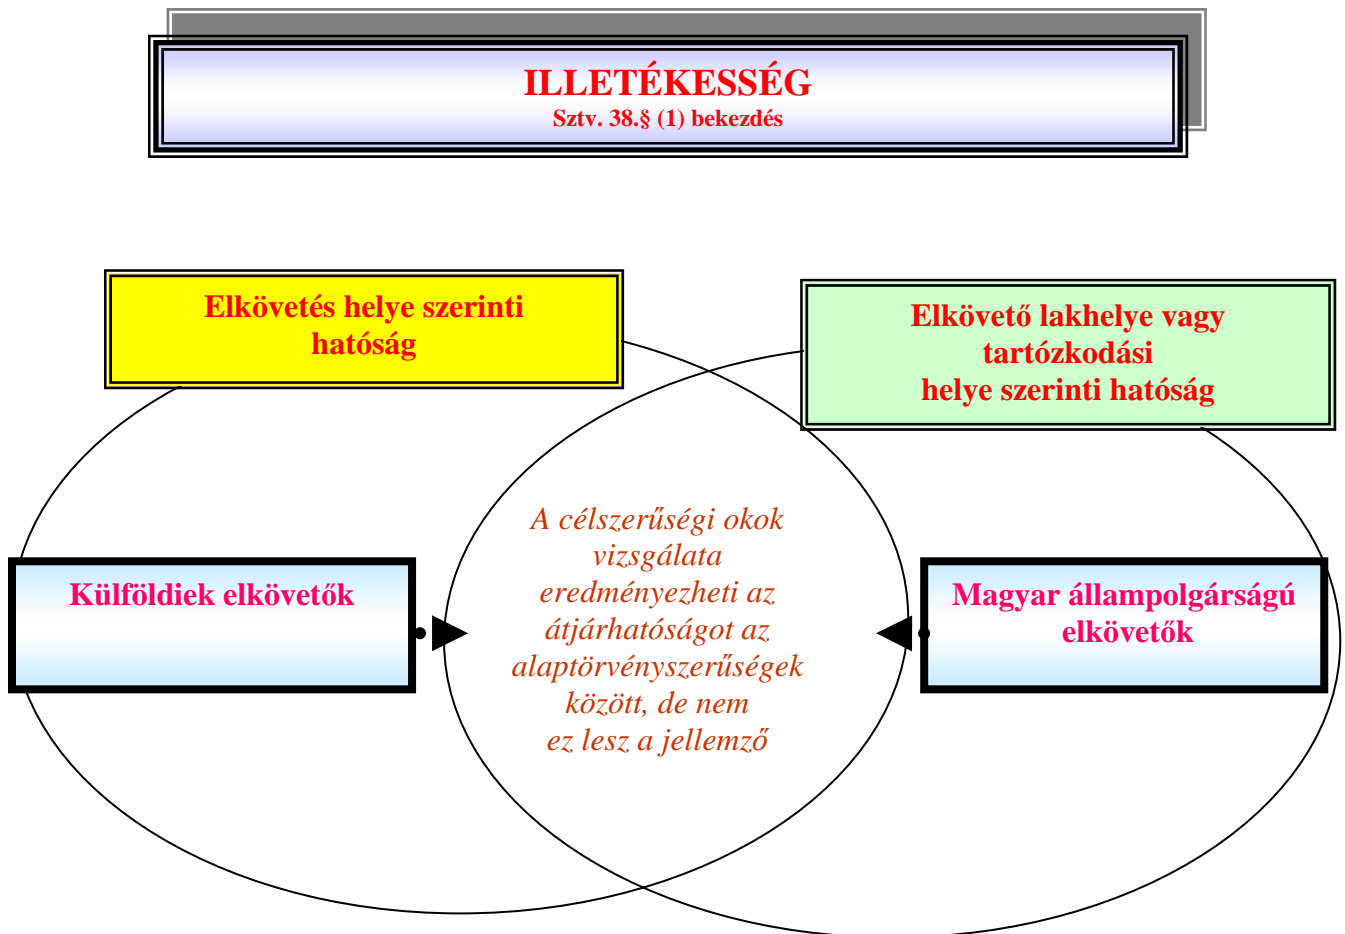 ILLETÉKESSÉG
Sztv. 38.§ (1) bekezdés
Elkövetés helye szerinti
hatóság
Elkövető lakhelye vagy
tartózkodási
helye szerinti hatóság
Külföldiek elkövetők
A célszerűségi okok
vizsgálata
eredményezheti az
átjárhatóságot az
alaptörvényszerűségek
között, de nem
ez lesz a jellemző
Magyar állampolgárságú
elkövetők